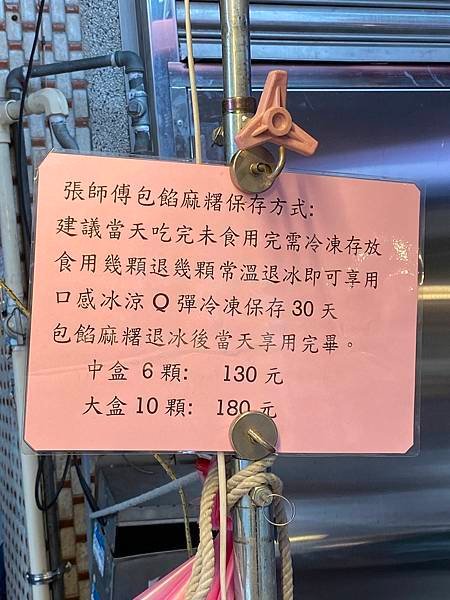 張師傅包餡麻糬保存方式:
建議當天吃完未食用完需冷凍存放
食用幾顆退幾顆常溫退冰即可享用
口感冰涼 Q 彈冷凍保存 30 天
包餡麻糬退冰後當天享用完畢。
中盒 6 顆: 130 元
大盒 10 顆: 180 元